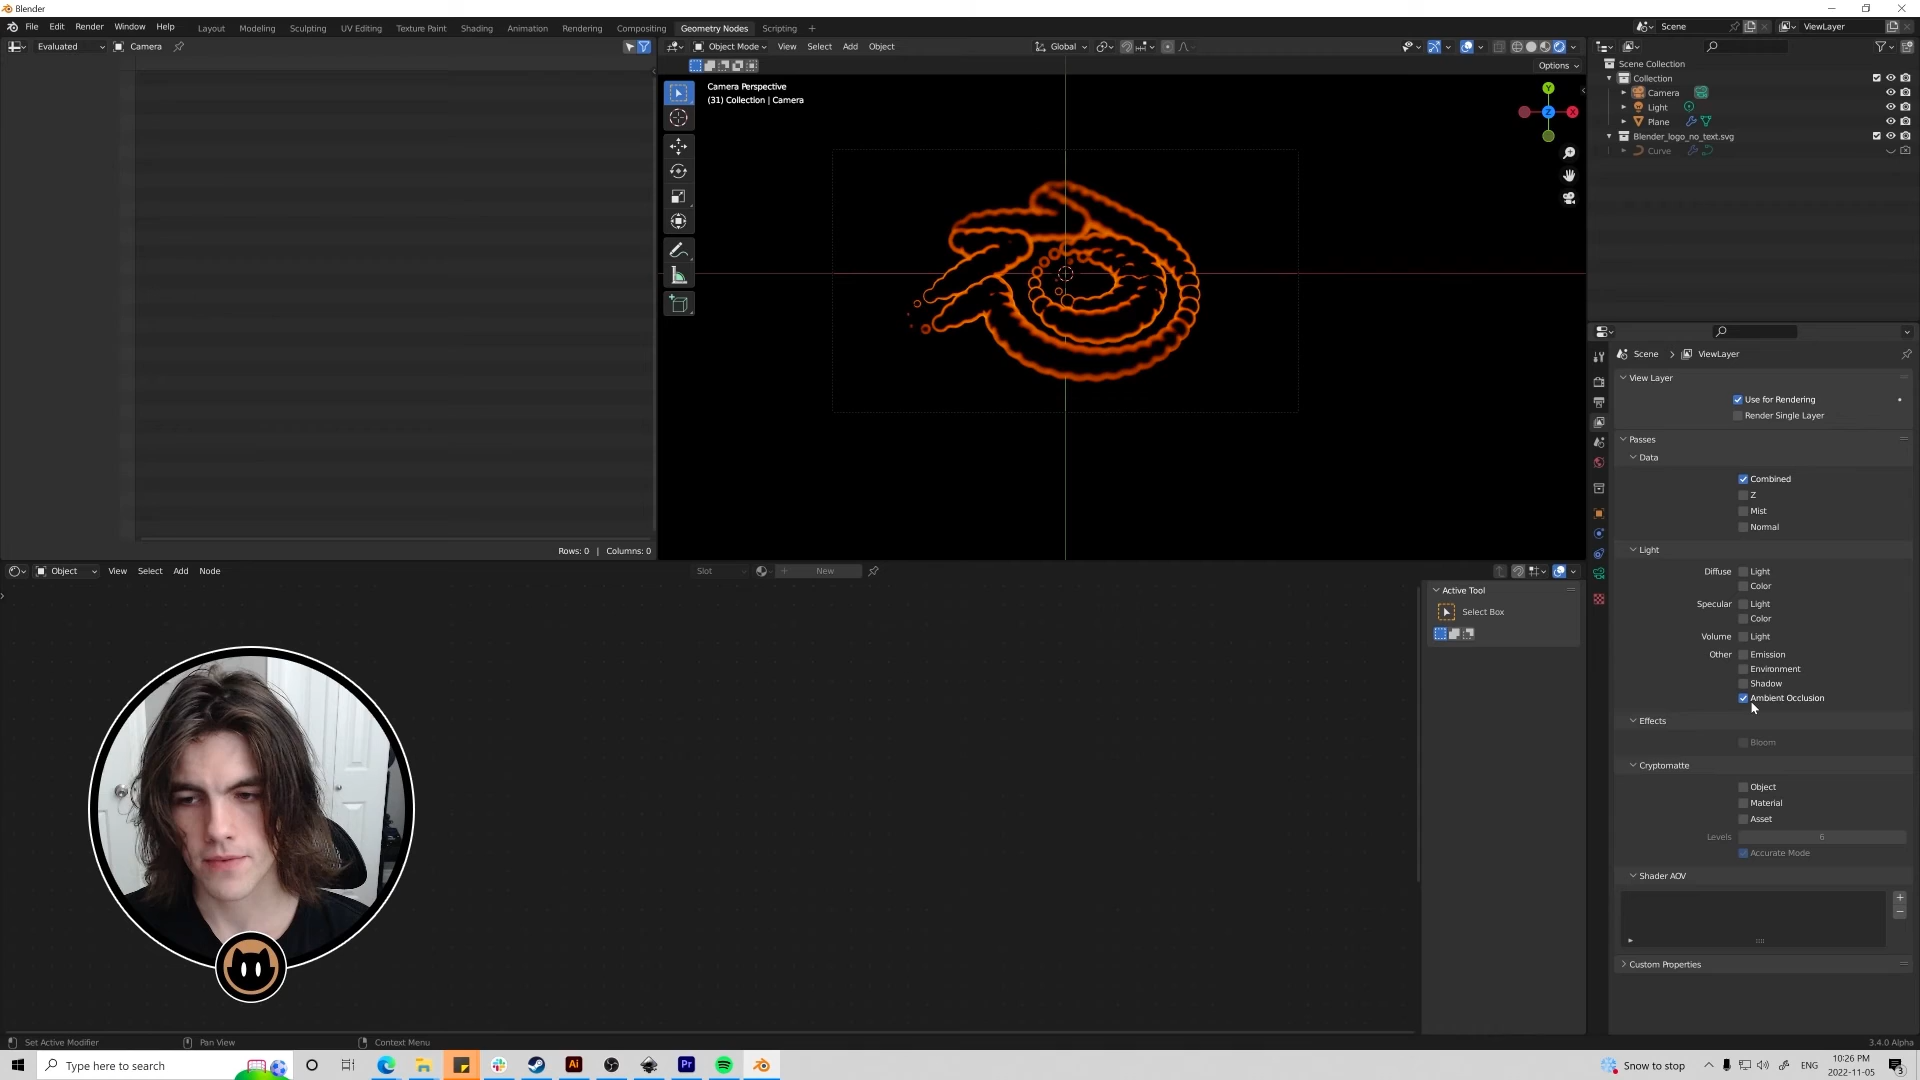 Blender
File Edit Render Window Help Layout Modeling Sculpting UV Editing Texture Paint Shading Animation Rendering Compositing Geometry Nodes Scripting + Scene ViewLayer
Evaluated Camera
Object Mode View Select Add Object Global
Options
Camera Perspective
(31) Collection | Camera
Y
Z
X
Scene Collection
Collection
Camera
Light
Plane
Blender_logo_no_text.svg
Curve
Scene > ViewLayer
View Layer
Use for Rendering
Render Single Layer
Passes
Data
Combined
Z
Mist
Normal
Light
Diffuse Light
Color
Specular Light
Color
Volume Light
Other Emission
Environment
Shadow
Ambient Occlusion
Effects
Bloom
Cryptomatte
Object
Material
Asset
Levels 6
Accurate Mode
Shader AOV
Custom Properties
Rows: 0 | Columns: 0
Object View Select Add Node Slot New
Active Tool
Select Box
Set Active Modifier Pan View Context Menu 3.4.0 Alpha
Type here to search
Ai
Pr
Snow to stop
ENG
10:26 PM
2022-11-05
3